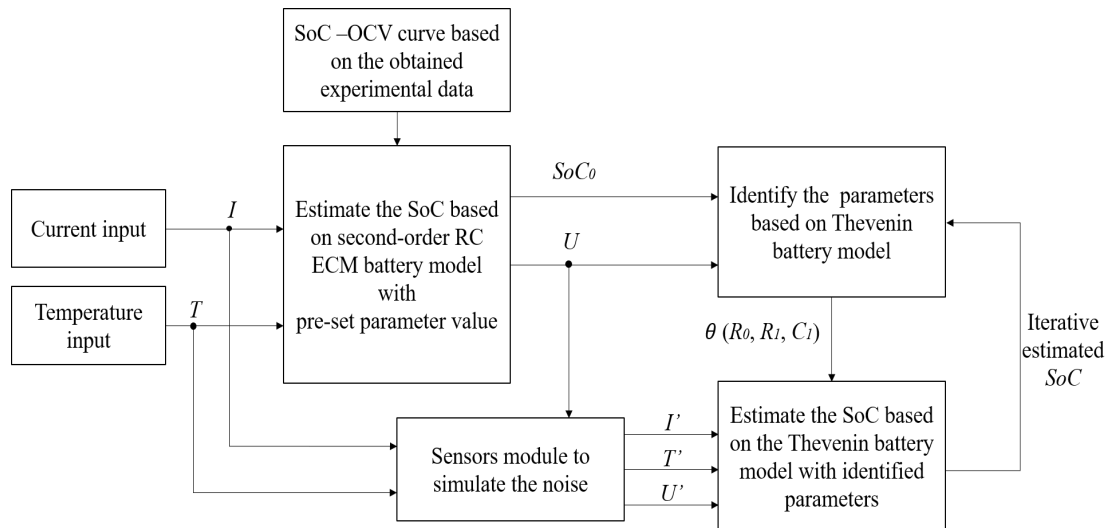 SoC –OCV curve based
on the obtained
experimental data
Current input
I
Temperature
input
T
Estimate the SoC based
on second-order RC
ECM battery model
with
pre-set parameter value
SoC₀
U
Identify the parameters
based on Thevenin
battery model
θ (R₀, R₁, C₁)
Iterative
estimated
SoC
Sensors module to
simulate the noise
I’
T’
U’
Estimate the SoC based
on the Thevenin battery
model with identified
parameters